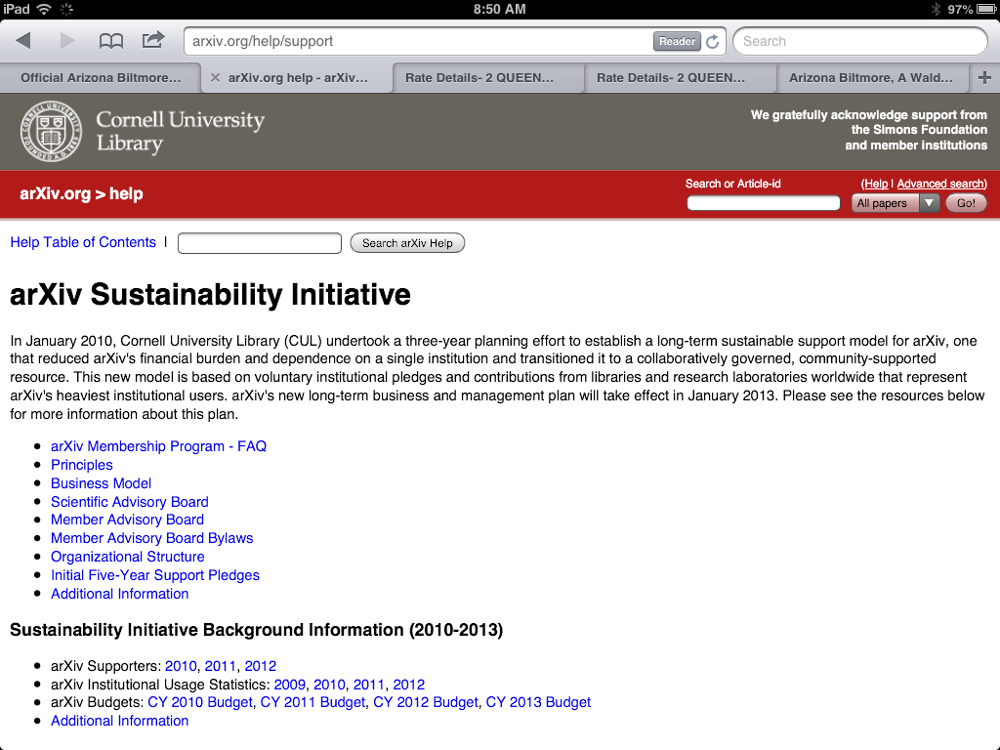 iPad 8:50 AM 97%
arxiv.org/help/support Reader Search
Official Arizona Biltmore... arXiv.org help - arXiv... Rate Details- 2 QUEEN... Rate Details- 2 QUEEN... Arizona Biltmore, A Wald...
Cornell University
Library
We gratefully acknowledge support from
the Simons Foundation
and member institutions
arXiv.org > help
Search or Article-id
(Help | Advanced search)
All papers Go!
Help Table of Contents | Search arXiv Help
arXiv Sustainability Initiative
In January 2010, Cornell University Library (CUL) undertook a three-year planning effort to establish a long-term sustainable support model for arXiv, one
that reduced arXiv's financial burden and dependence on a single institution and transitioned it to a collaboratively governed, community-supported
resource. This new model is based on voluntary institutional pledges and contributions from libraries and research laboratories worldwide that represent
arXiv's heaviest institutional users. arXiv's new long-term business and management plan will take effect in January 2013. Please see the resources below
for more information about this plan.
arXiv Membership Program - FAQ
Principles
Business Model
Scientific Advisory Board
Member Advisory Board
Member Advisory Board Bylaws
Organizational Structure
Initial Five-Year Support Pledges
Additional Information
Sustainability Initiative Background Information (2010-2013)
arXiv Supporters: 2010, 2011, 2012
arXiv Institutional Usage Statistics: 2009, 2010, 2011, 2012
arXiv Budgets: CY 2010 Budget, CY 2011 Budget, CY 2012 Budget, CY 2013 Budget
Additional Information